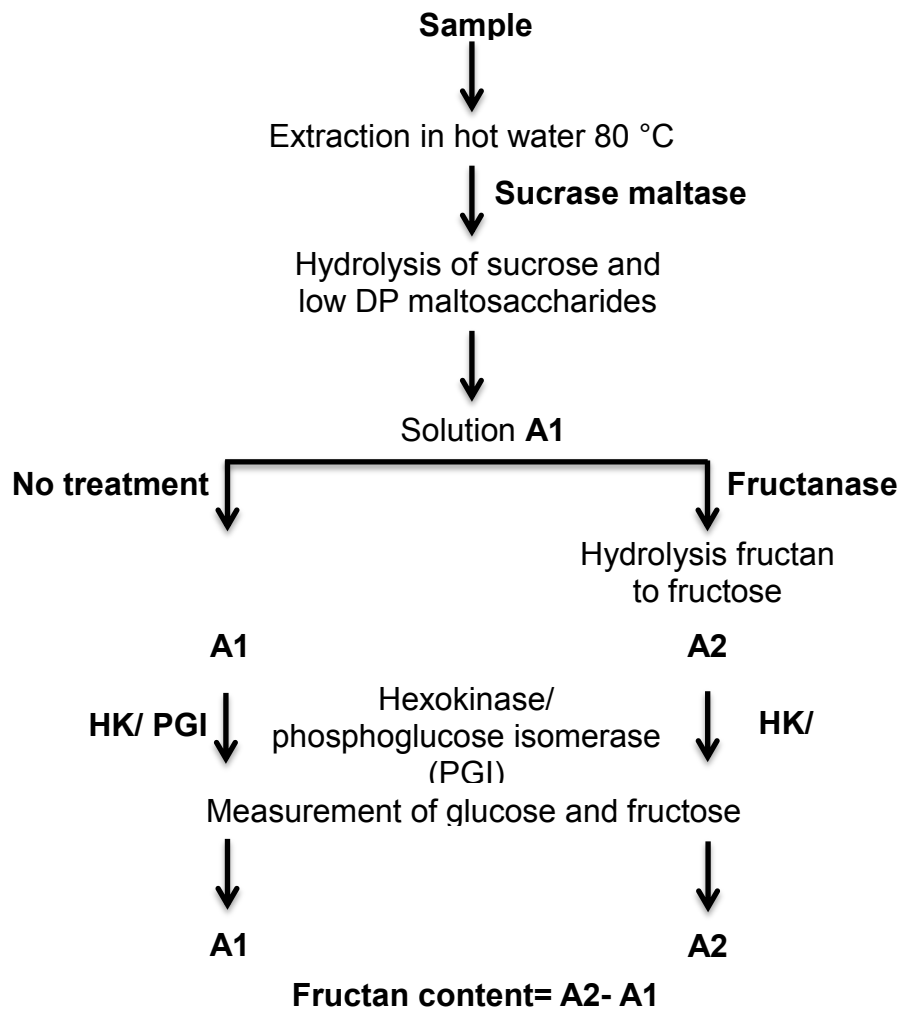 Sample
Extraction in hot water 80 °C
Sucrase maltase
Hydrolysis of sucrose and
low DP maltosaccharides
Solution A1
No treatment
Fructanase
Hydrolysis fructan
to fructose
A1
A2
HK/ PGI
Hexokinase/
phosphoglucose isomerase
(PGI)
HK/
Measurement of glucose and fructose
A1
A2
Fructan content= A2- A1